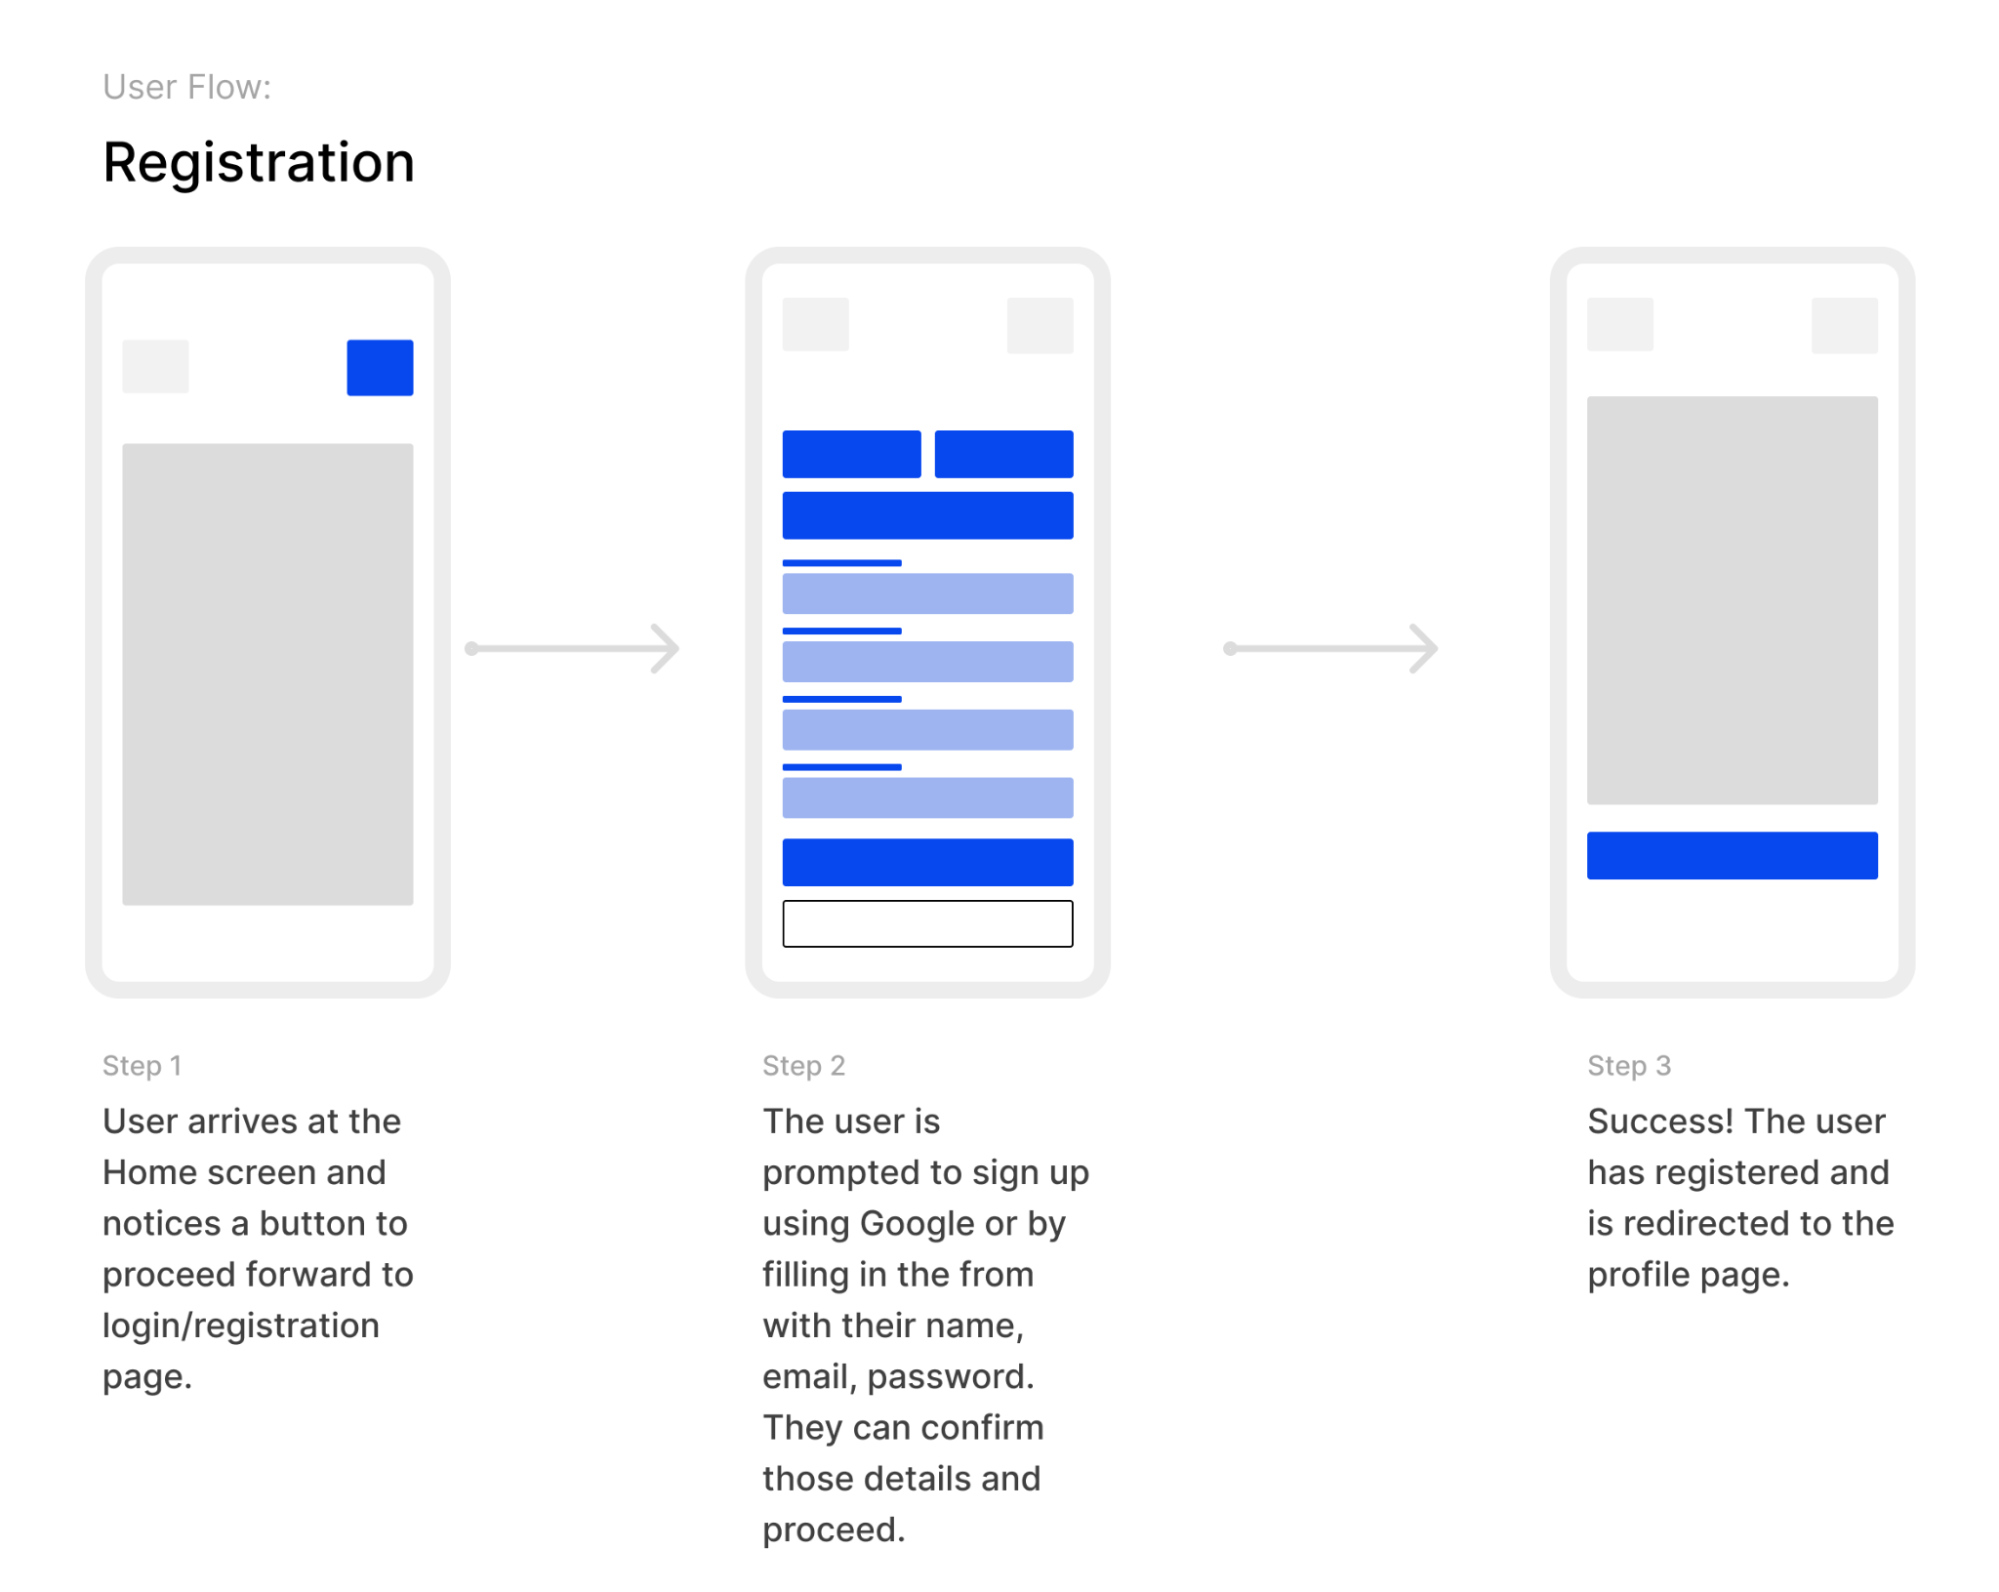 User Flow:
Registration
Step 1
User arrives at the
Home screen and
notices a button to
proceed forward to
login/registration
page.
Step 2
The user is
prompted to sign up
using Google or by
filling in the from
with their name,
email, password.
They can confirm
those details and
proceed.
Step 3
Success! The user
has registered and
is redirected to the
profile page.